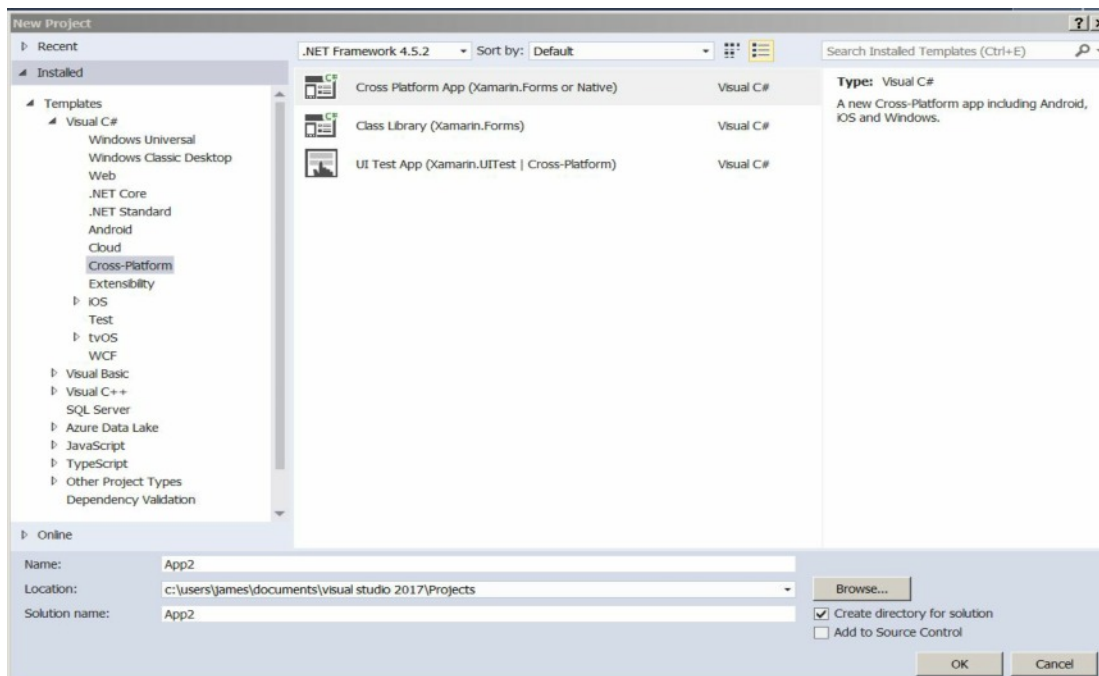 New Project
Recent
.NET Framework 4.5.2
Sort by: Default
Search Installed Templates (Ctrl+E)
Installed
Templates
Visual C#
Windows Universal
Windows Classic Desktop
Web
.NET Core
.NET Standard
Android
Cloud
Cross-Platform
Extensibility
iOS
Test
tvOS
WCF
Visual Basic
Visual C++
SQL Server
Azure Data Lake
JavaScript
TypeScript
Other Project Types
Dependency Validation
Online
C# Cross Platform App (Xamarin.Forms or Native) Visual C#
C# Class Library (Xamarin.Forms) Visual C#
UI Test App (Xamarin.UITest | Cross-Platform) Visual C#
Type: Visual C#
A new Cross-Platform app including Android,
iOS and Windows.
Name: App2
Location: c:\users\james\documents\visual studio 2017\Projects
Browse...
Solution name: App2
Create directory for solution
Add to Source Control
OK Cancel